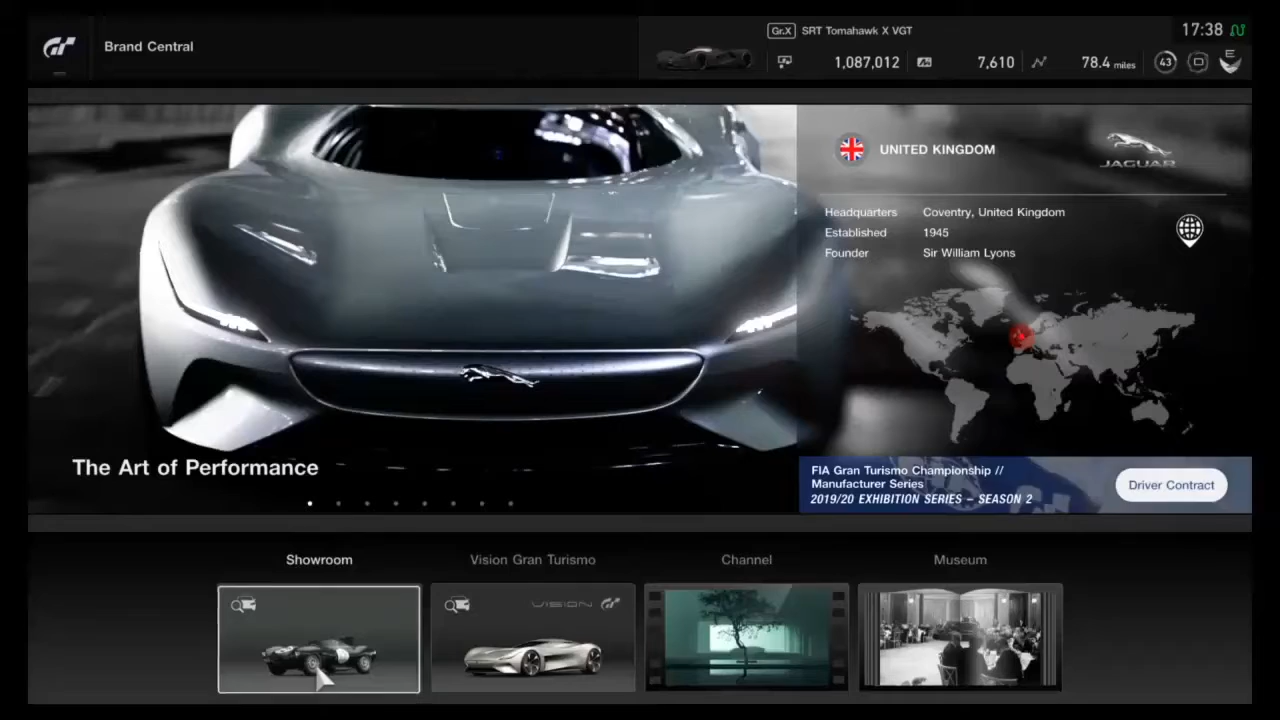 Brand Central
Gr.X SRT Tomahawk X VGT
17:38
1,087,012
7,610
78.4 miles
43
E
UNITED KINGDOM
JAGUAR
Headquarters Coventry, United Kingdom
Established 1945
Founder Sir William Lyons
The Art of Performance
FIA Gran Turismo Championship //
Manufacturer Series
2019/20 EXHIBITION SERIES – SEASON 2
Driver Contract
Showroom
Vision Gran Turismo
Channel
Museum
VISION